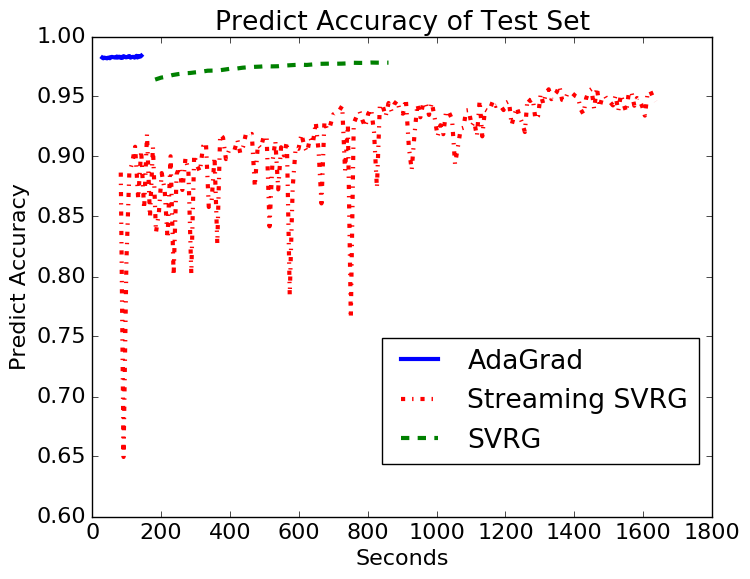 Predict Accuracy of Test Set
1.00
0.95
0.90
0.85
0.80
0.75
0.70
0.65
0.60
Predict Accuracy
AdaGrad
Streaming SVRG
SVRG
0 200 400 600 800 1000 1200 1400 1600 1800
Seconds